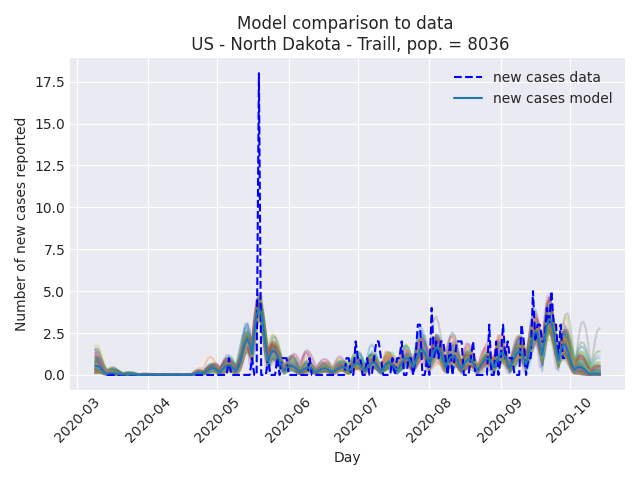 Model comparison to data
US - North Dakota - Traill, pop. = 8036
new cases data
new cases model
Number of new cases reported
17.5
15.0
12.5
10.0
7.5
5.0
2.5
0.0
2020-03
2020-04
2020-05
2020-06
2020-07
2020-08
2020-09
2020-10
Day